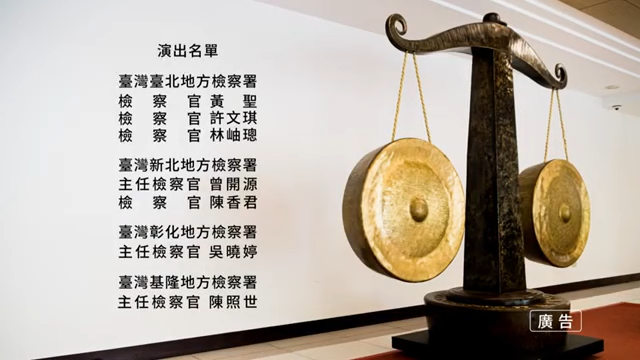 演出名單
臺灣臺北地方檢察署
檢察官 黃聖
檢察官 許文琪
檢察官 林岫璁
臺灣新北地方檢察署
主任檢察官 曾開源
檢察官 陳香君
臺灣彰化地方檢察署
主任檢察官 吳曉婷
臺灣基隆地方檢察署
主任檢察官 陳照世
廣告